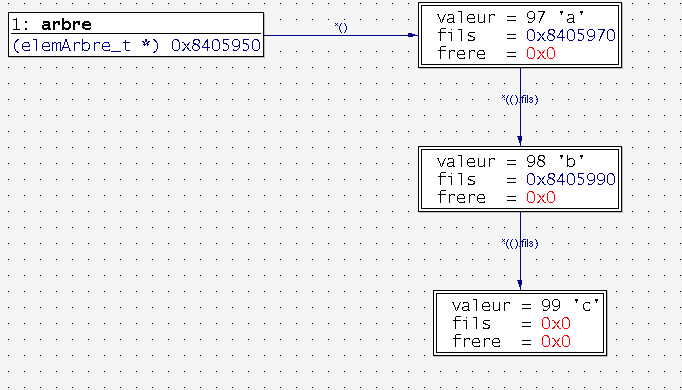 1: arbre
(elemArbre_t *) 0x8405950
*()
valeur = 97 'a'
fils = 0x8405970
frere = 0x0
*(().fils)
valeur = 98 'b'
fils = 0x8405990
frere = 0x0
*(().fils)
valeur = 99 'c'
fils = 0x0
frere = 0x0